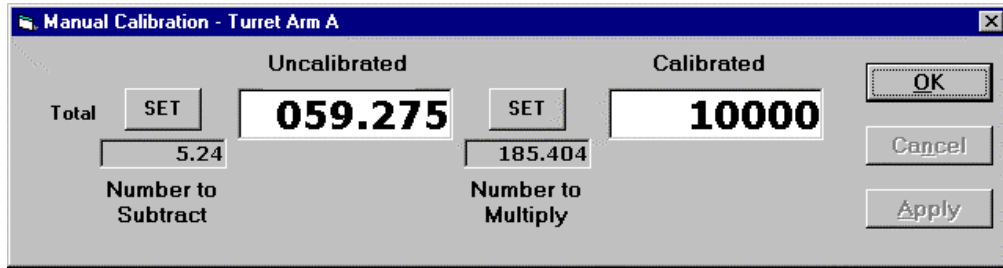 Manual Calibration - Turret Arm A
Uncalibrated
Calibrated
OK
Total
SET
059.275
SET
10000
5.24
185.404
Cancel
Number to
Subtract
Number to
Multiply
Apply